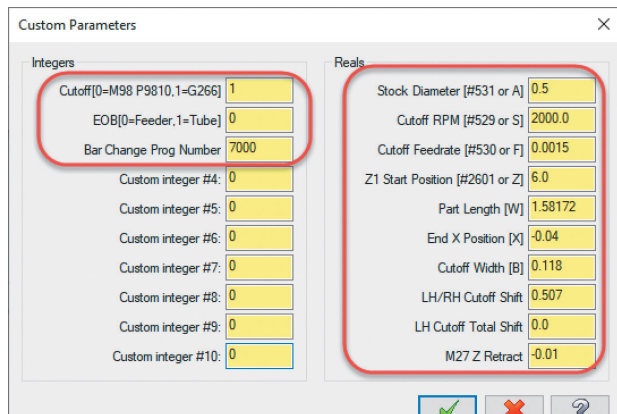 Custom Parameters
Integers
Cutoff[0=M98 P9810,1=G266] 1
EOB[0=Feeder,1=Tube] 0
Bar Change Prog Number 7000
Custom integer #4: 0
Custom integer #5: 0
Custom integer #6: 0
Custom integer #7: 0
Custom integer #8: 0
Custom integer #9: 0
Custom integer #10: 0
Reals
Stock Diameter [#531 or A] 0.5
Cutoff RPM [#529 or S] 2000.0
Cutoff Feedrate [#530 or F] 0.0015
Z1 Start Position [#2601 or Z] 6.0
Part Length [W] 1.58172
End X Position [X] -0.04
Cutoff Width [B] 0.118
LH/RH Cutoff Shift 0.507
LH Cutoff Total Shift 0.0
M27 Z Retract -0.01